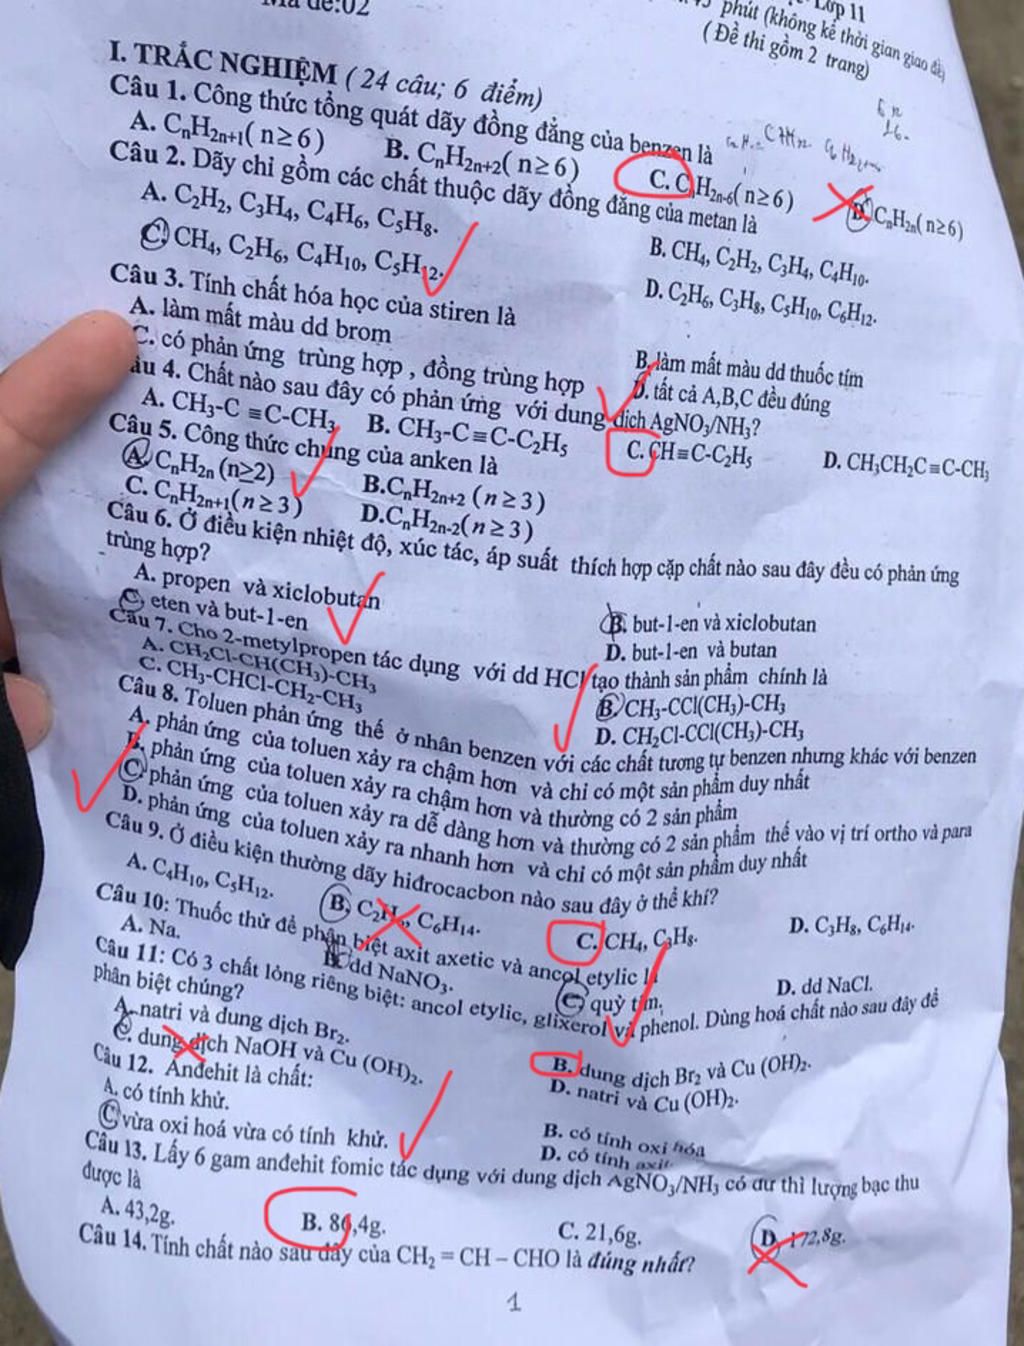 Mã đề:02
Lớp 11
phút (không kể thời gian giao đề)
(Đề thi gồm 2 trang)
I. TRẮC NGHIỆM ( 24 câu; 6 điểm)
Câu 1. Công thức tổng quát dãy đồng đẳng của benzen là
A. CnH2n+1( n≥6) B. CnH2n+2( n≥6) C. CnH2n-6( n≥6) D. CnH2n( n≥6)
Câu 2. Dãy chỉ gồm các chất thuộc dãy đồng đẳng của metan là
A. C2H2, C3H4, C4H6, C5H8. B. CH4, C2H2, C3H4, C4H10.
C. CH4, C2H6, C4H10, C5H12. D. C2H6, C3H8, C5H10, C6H12.
Câu 3. Tính chất hóa học của stiren là
A. làm mất màu dd brom B. làm mất màu dd thuốc tím
C. có phản ứng trùng hợp , đồng trùng hợp D. tất cả A,B,C đều đúng
âu 4. Chất nào sau đây có phản ứng với dung dịch AgNO3/NH3?
A. CH3-C ≡C-CH3 B. CH3-C≡C-C2H5 C. CH≡C-C2H5 D. CH3CH2C≡C-CH3
Câu 5. Công thức chung của anken là
A. CnH2n (n≥2) B.CnH2n+2 (n≥3)
C. CnH2n+1(n≥3) D.CnH2n-2(n≥3)
Câu 6. Ở điều kiện nhiệt độ, xúc tác, áp suất thích hợp cặp chất nào sau đây đều có phản ứng
trùng hợp?
A. propen và xiclobutan B. but-1-en và xiclobutan
C. eten và but-1-en D. but-1-en và butan
Câu 7. Cho 2-metylpropen tác dụng với dd HCl tạo thành sản phẩm chính là
A. CH2Cl-CH(CH3)-CH3 B. CH3-CCl(CH3)-CH3
C. CH3-CHCl-CH2-CH3 D. CH2Cl-CCl(CH3)-CH3
Câu 8. Toluen phản ứng thế ở nhân benzen với các chất tương tự benzen nhưng khác với benzen
A. phản ứng của toluen xảy ra chậm hơn và chỉ có một sản phẩm duy nhất
B. phản ứng của toluen xảy ra chậm hơn và thường có 2 sản phẩm
C. phản ứng của toluen xảy ra dễ dàng hơn và thường có 2 sản phẩm thế vào vị trí ortho và para
D. phản ứng của toluen xảy ra nhanh hơn và chỉ có một sản phẩm duy nhất
Câu 9. Ở điều kiện thường dãy hiđrocacbon nào sau đây ở thể khí?
A. C4H10, C5H12. B. C2H , C6H14. C. CH4, C3H8. D. C3H8, C6H14.
Câu 10: Thuốc thử để phân biệt axit axetic và ancol etylic l
A. Na. B. dd NaNO3. C. quỳ tím. D. dd NaCl.
Câu 11: Có 3 chất lỏng riêng biệt: ancol etylic, glixerol và phenol. Dùng hoá chất nào sau đây để
phân biệt chúng?
A. natri và dung dịch Br2. B. dung dịch Br2 và Cu (OH)2.
C. dung dịch NaOH và Cu (OH)2. D. natri và Cu (OH)2.
Câu 12. Anđehit là chất:
A. có tính khử. B. có tính oxi hóa
C. vừa oxi hoá vừa có tính khử. D. có tính axit
Câu 13. Lấy 6 gam anđehit fomic tác dụng với dung dịch AgNO3/NH3 có dư thì lượng bạc thu
được là
A. 43,2g. B. 86,4g. C. 21,6g. D. 172,8g.
Câu 14. Tính chất nào sau đây của CH2 = CH – CHO là đúng nhất?
1